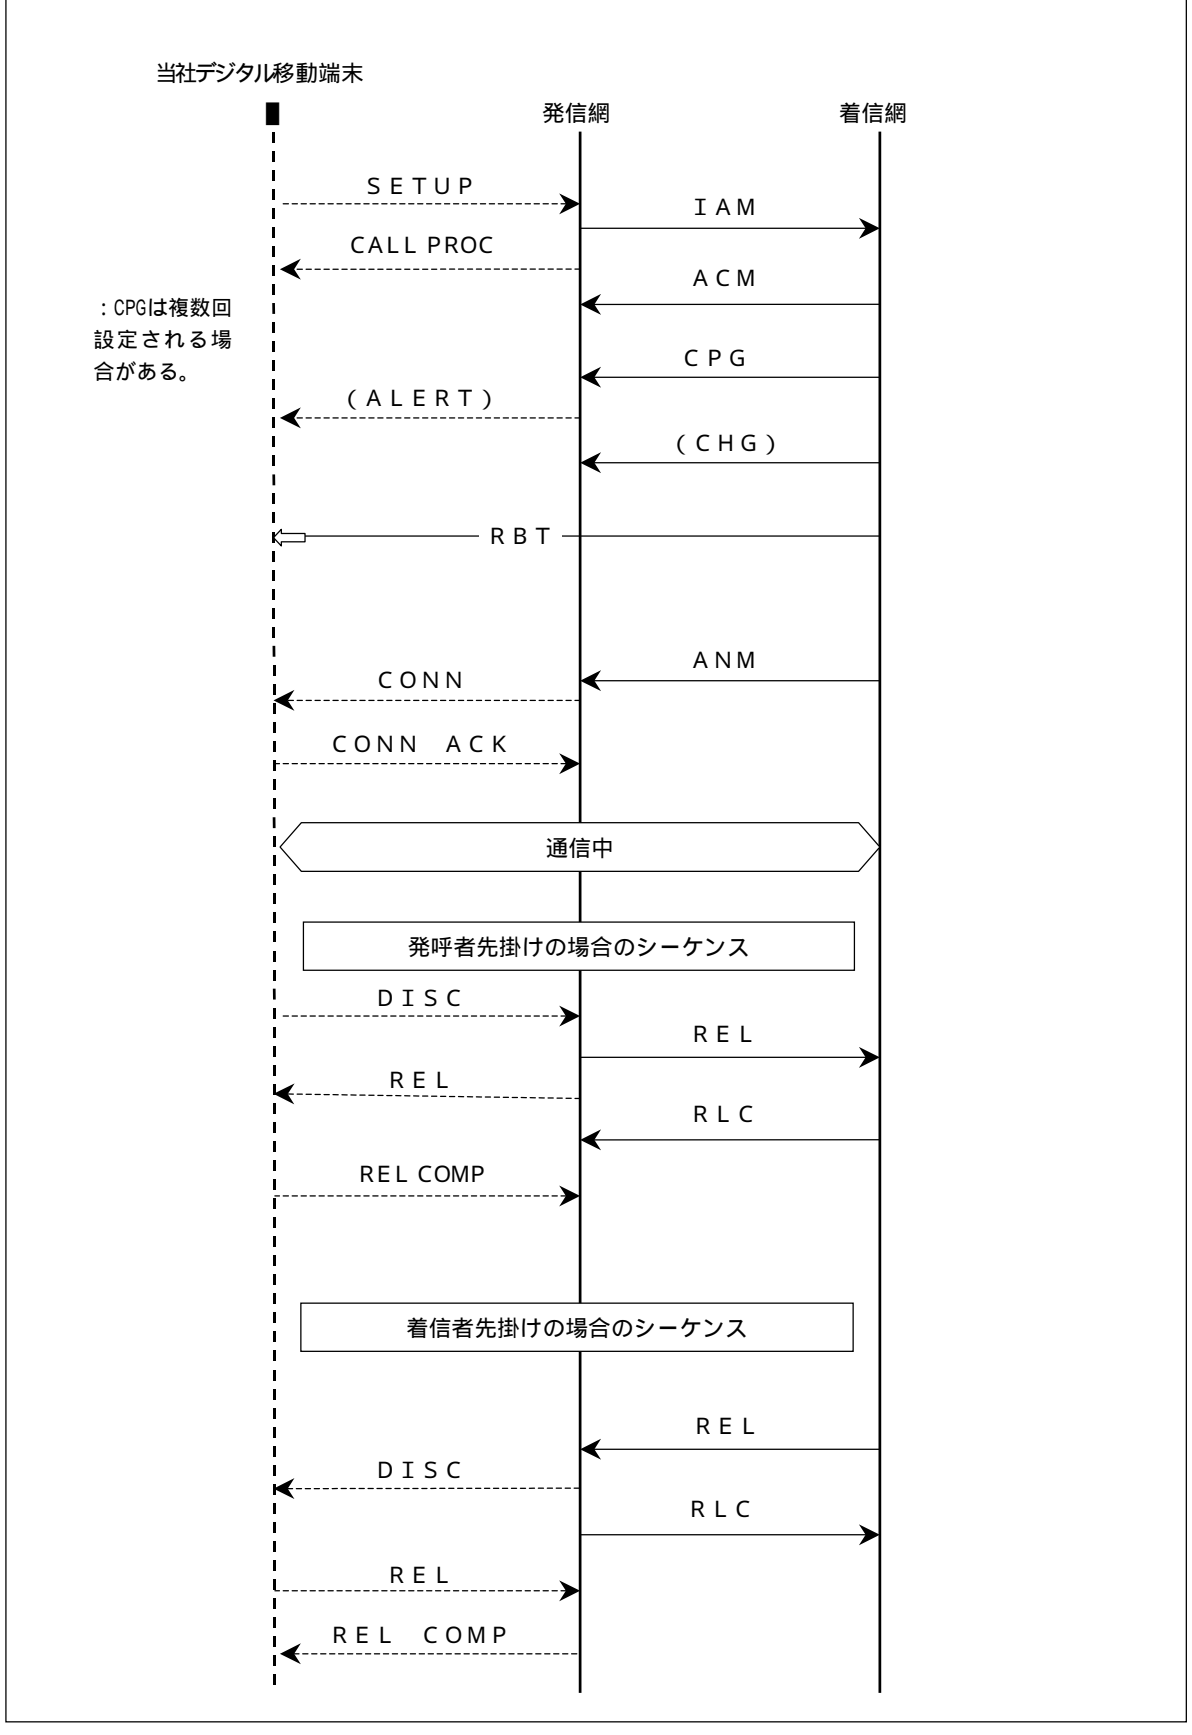 当社デジタル移動端末
発信網
着信網
ＳＥＴＵＰ
ＩＡＭ
CALL PROC
ＡＣＭ
：CPGは複数回
設定される場
合がある。
ＣＰＧ
（ＡＬＥＲＴ）
（ＣＨＧ）
ＲＢＴ
ＡＮＭ
ＣＯＮＮ
ＣＯＮＮ　ＡＣＫ
通信中
発呼者先掛けの場合のシーケンス
ＤＩＳＣ
ＲＥＬ
ＲＥＬ
ＲＬＣ
REL COMP
着信者先掛けの場合のシーケンス
ＲＥＬ
ＤＩＳＣ
ＲＬＣ
ＲＥＬ
ＲＥＬ　ＣＯＭＰ